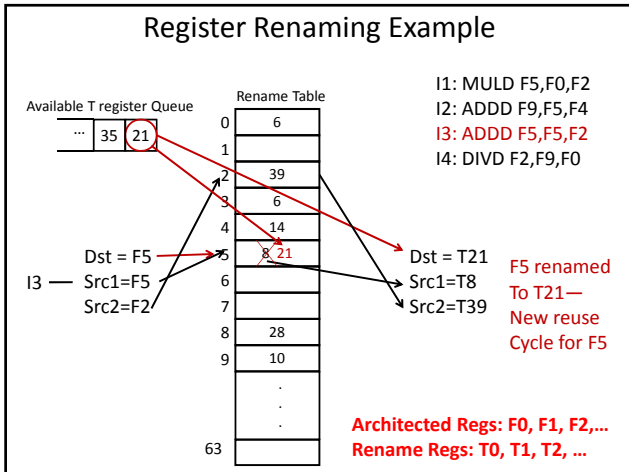 Register Renaming Example
I1: MULD F5,F0,F2
I2: ADDD F9,F5,F4
I3: ADDD F5,F5,F2
I4: DIVD F2,F9,F0
Available T register Queue
... 35 21
Rename Table
0 6
1
2 39
3 6
4 14
5 8 21
6
7
8 28
9 10
.
.
.
63
I3
Dst = F5
Src1=F5
Src2=F2
Dst = T21
Src1=T8
Src2=T39
F5 renamed
To T21—
New reuse
Cycle for F5
Architected Regs: F0, F1, F2,...
Rename Regs: T0, T1, T2, ...